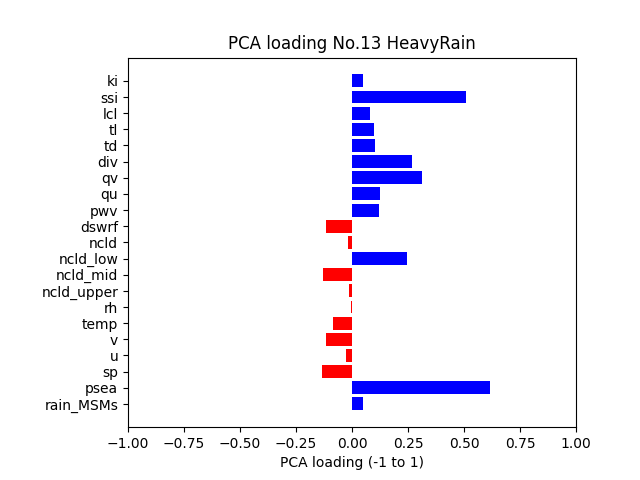 PCA loading No.13 HeavyRain
ki
ssi
lcl
tl
td
div
qv
qu
pwv
dswrf
ncld
ncld_low
ncld_mid
ncld_upper
rh
temp
v
u
sp
psea
rain_MSMs
−1.00 −0.75 −0.50 −0.25 0.00 0.25 0.50 0.75 1.00
PCA loading (-1 to 1)